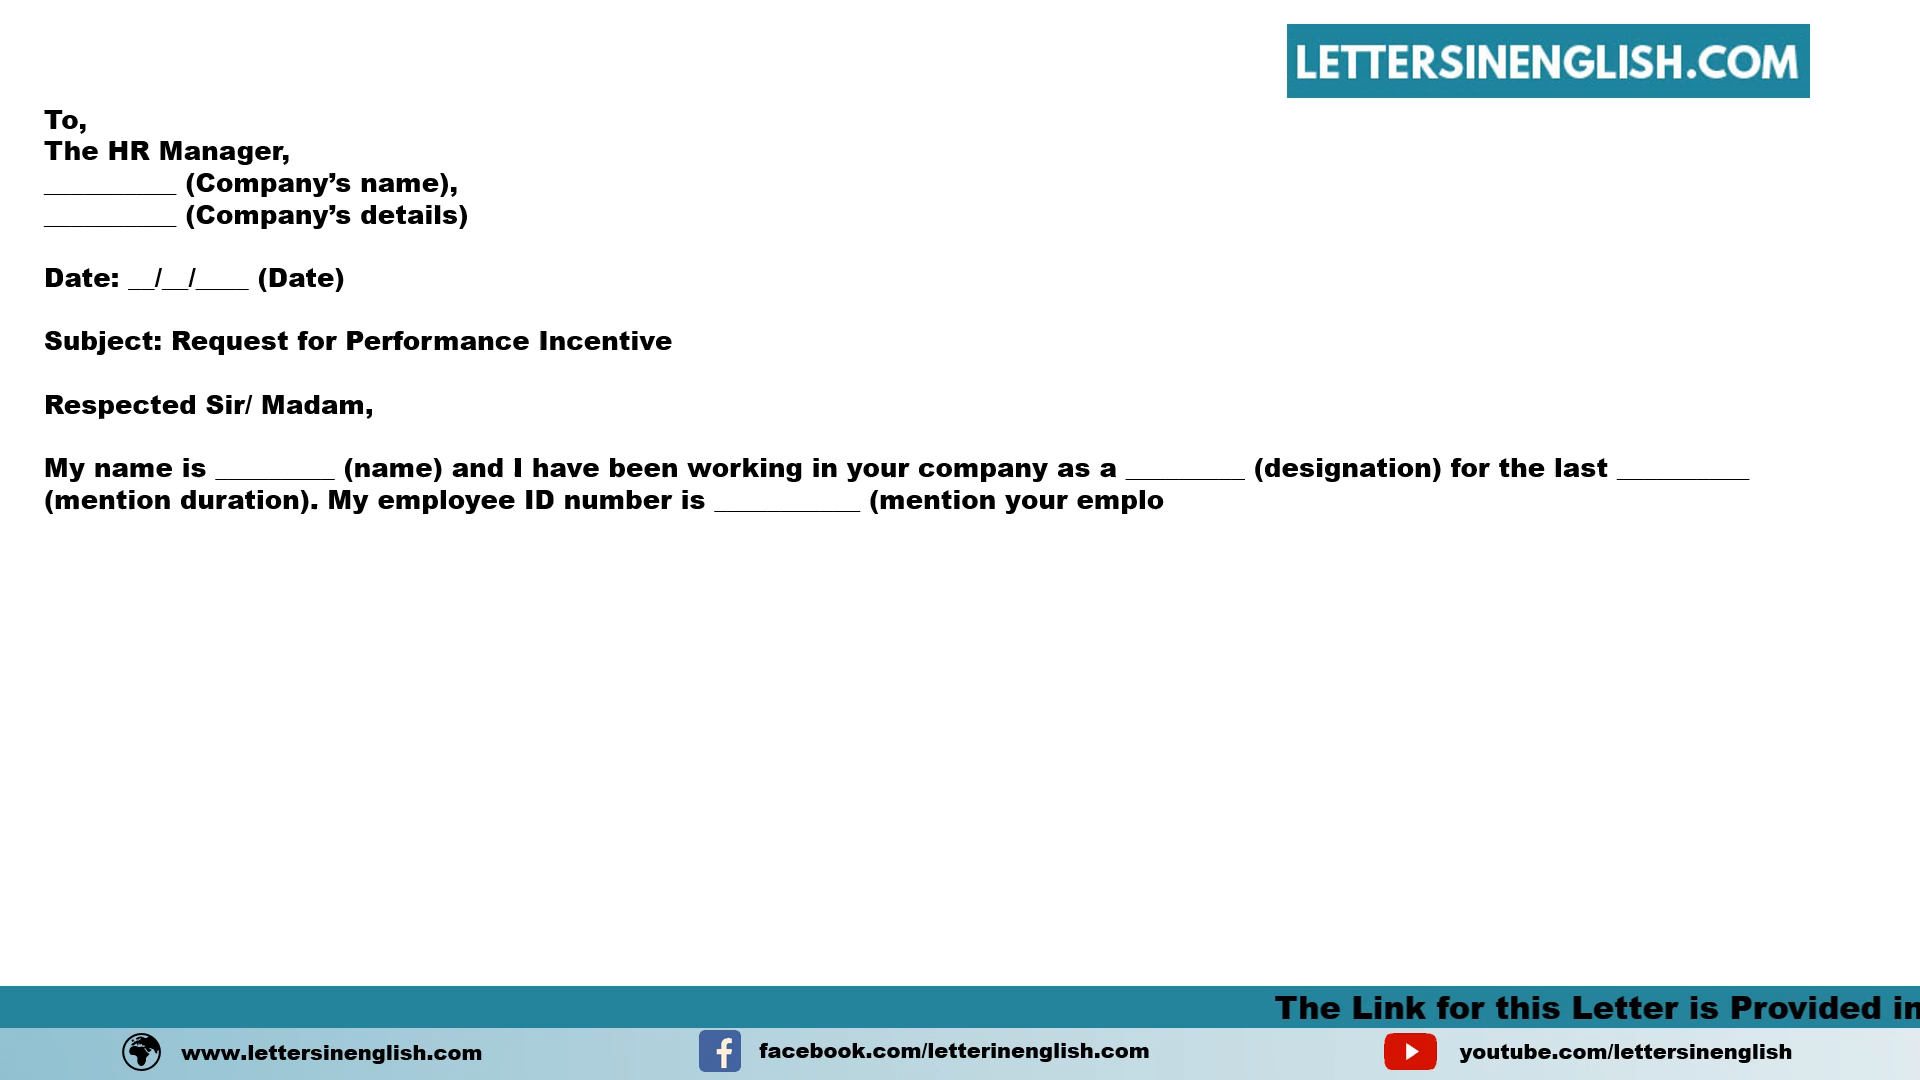 LETTERSINENGLISH.COM
To,
The HR Manager,
__________ (Company’s name),
__________ (Company’s details)
Date: __/__/____ (Date)
Subject: Request for Performance Incentive
Respected Sir/ Madam,
My name is _________ (name) and I have been working in your company as a _________ (designation) for the last __________
(mention duration). My employee ID number is ___________ (mention your emplo
The Link for this Letter is Provided in
www.lettersinenglish.com
facebook.com/letterinenglish.com
youtube.com/lettersinenglish